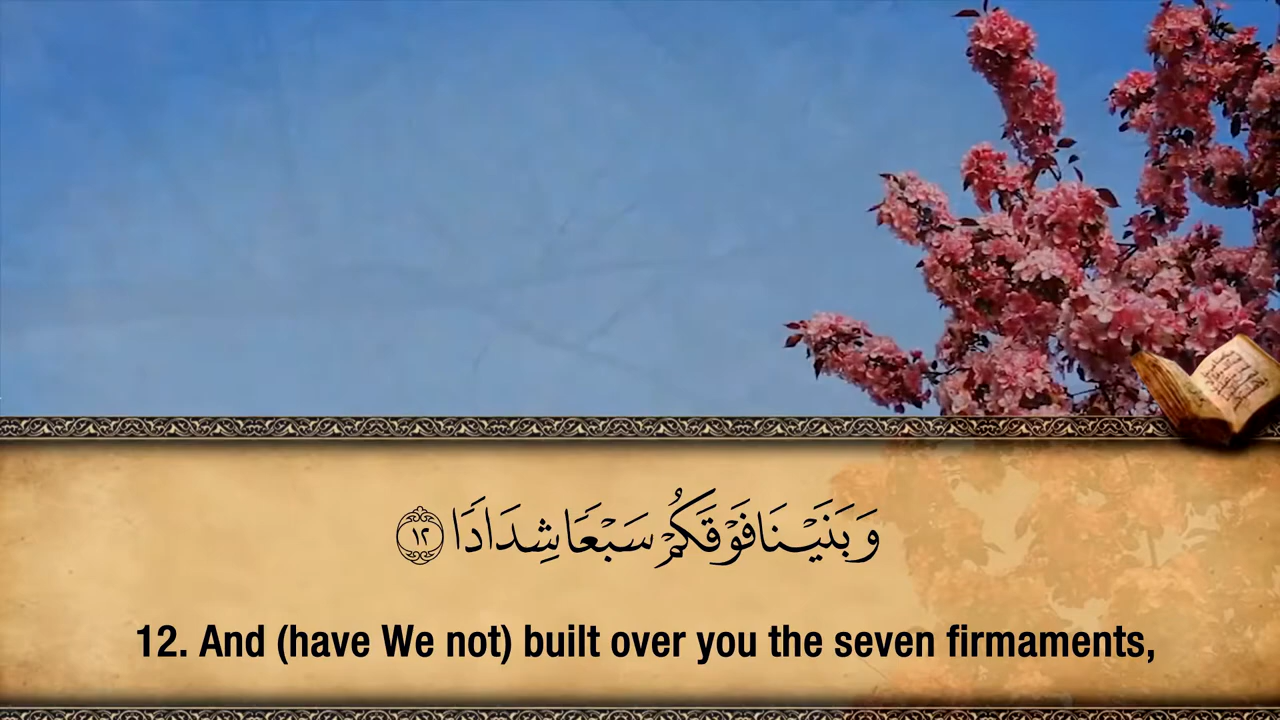 وَبَنَيْنَا فَوْقَكُمْ سَبْعًا شِدَادًا ١٢
12. And (have We not) built over you the seven firmaments,